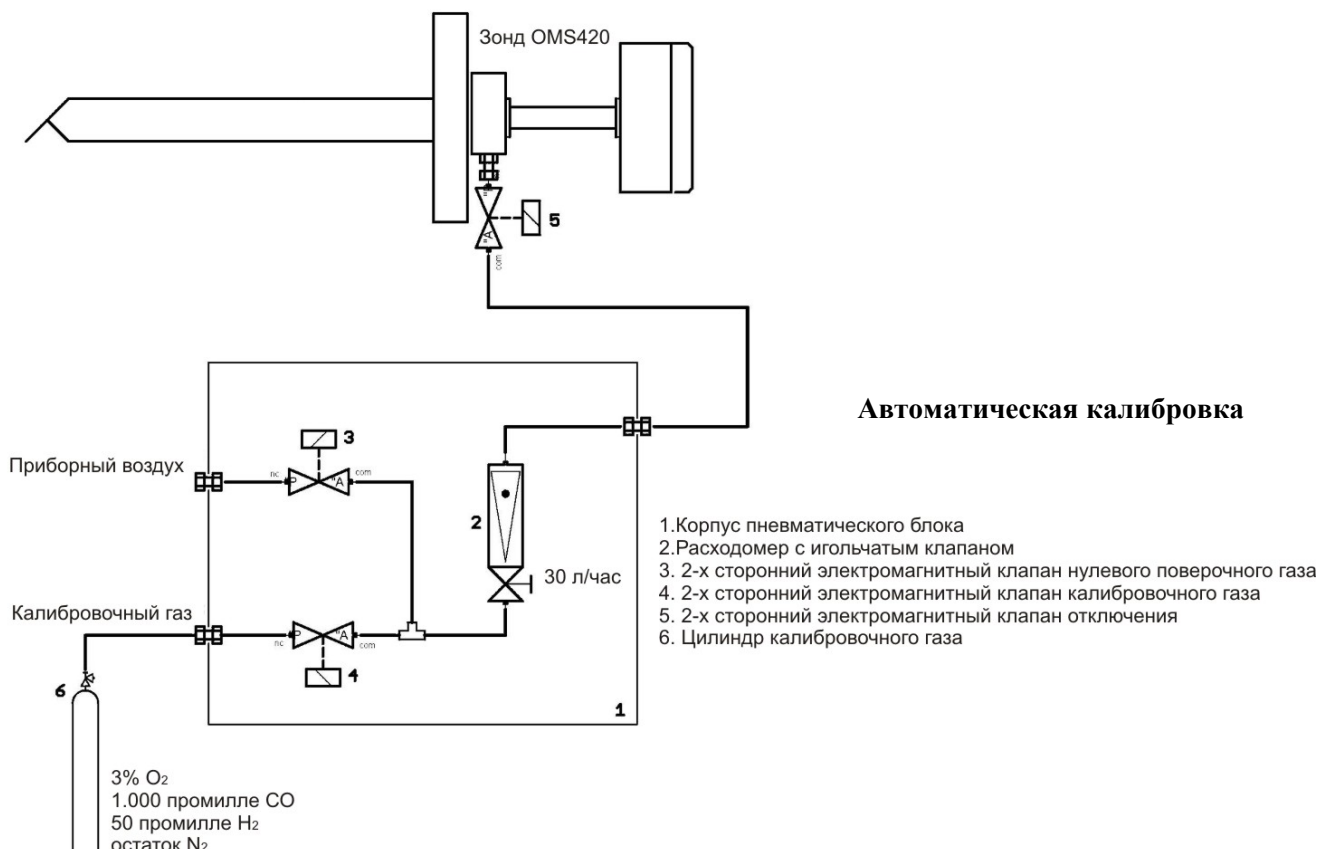 Зонд OMS420
"A
5
com
Автоматическая калибровка
3
Приборный воздух
nc
P
"A
com
2
30 л/час
1.Корпус пневматического блока
2.Расходомер с игольчатым клапаном
3. 2-х сторонний электромагнитный клапан нулевого поверочного газа
4. 2-х сторонний электромагнитный клапан калибровочного газа
5. 2-х сторонний электромагнитный клапан отключения
6. Цилиндр калибровочного газа
Калибровочный газ
nc
P
"A
com
4
6
1
3% O2
1.000 промилле CO
50 промилле H2
остаток N2